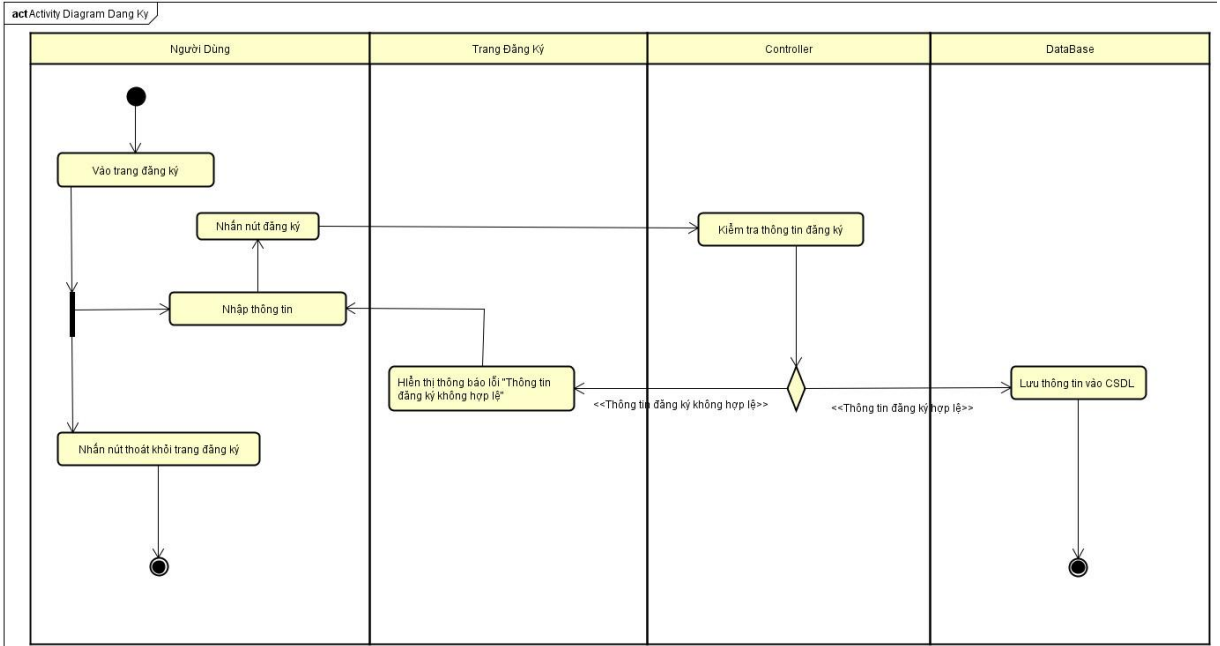 act Activity Diagram Dang Ky
Người Dùng
Trang Đăng Ký
Controller
DataBase
Vào trang đăng ký
Nhấn nút đăng ký
Kiểm tra thông tin đăng ký
Nhập thông tin
Hiển thị thông báo lỗi "Thông tin
đăng ký không hợp lệ"
Lưu thông tin vào CSDL
<<Thông tin đăng ký không hợp lệ>>
<<Thông tin đăng ký hợp lệ>>
Nhấn nút thoát khỏi trang đăng ký